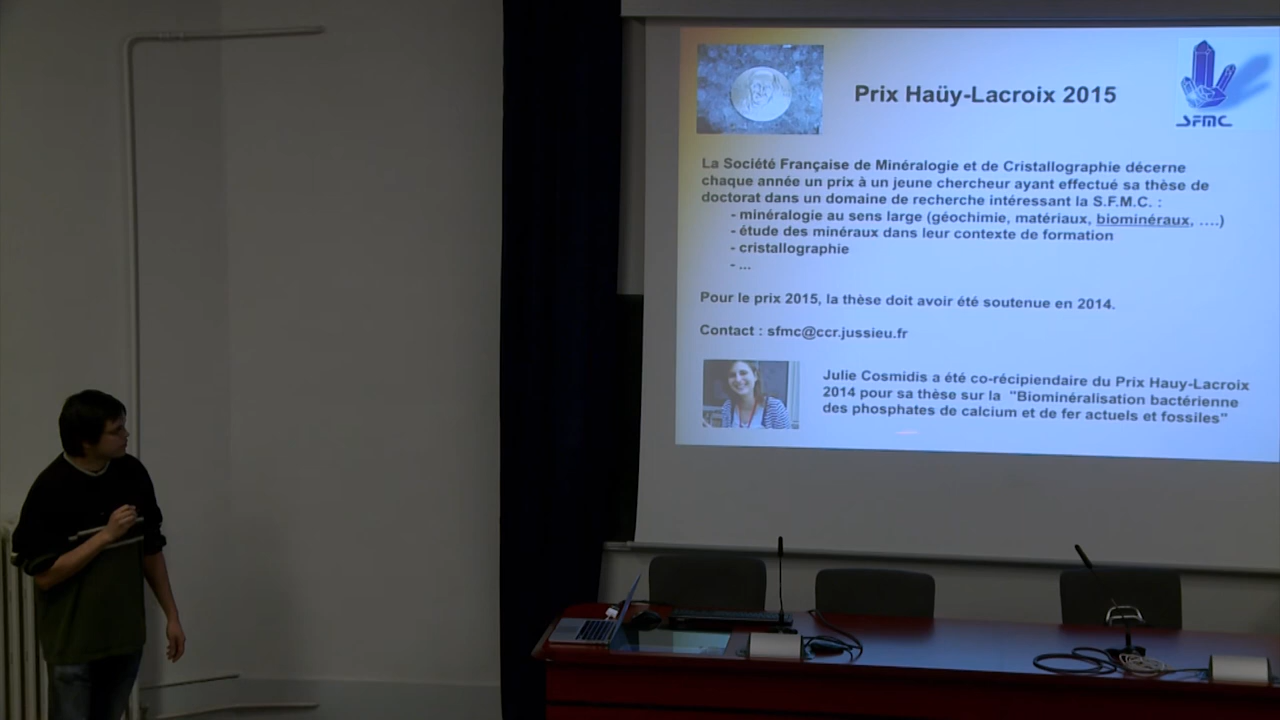 Prix Haüy-Lacroix 2015
SFMC
La Société Française de Minéralogie et de Cristallographie décerne
chaque année un prix à un jeune chercheur ayant effectué sa thèse de
doctorat dans un domaine de recherche intéressant la S.F.M.C. :
- minéralogie au sens large (géochimie, matériaux, biominéraux, ....)
- étude des minéraux dans leur contexte de formation
- cristallographie
- ...
Pour le prix 2015, la thèse doit avoir été soutenue en 2014.
Contact : sfmc@ccr.jussieu.fr
Julie Cosmidis a été co-récipiendaire du Prix Hauy-Lacroix
2014 pour sa thèse sur la "Biominéralisation bactérienne
des phosphates de calcium et de fer actuels et fossiles"